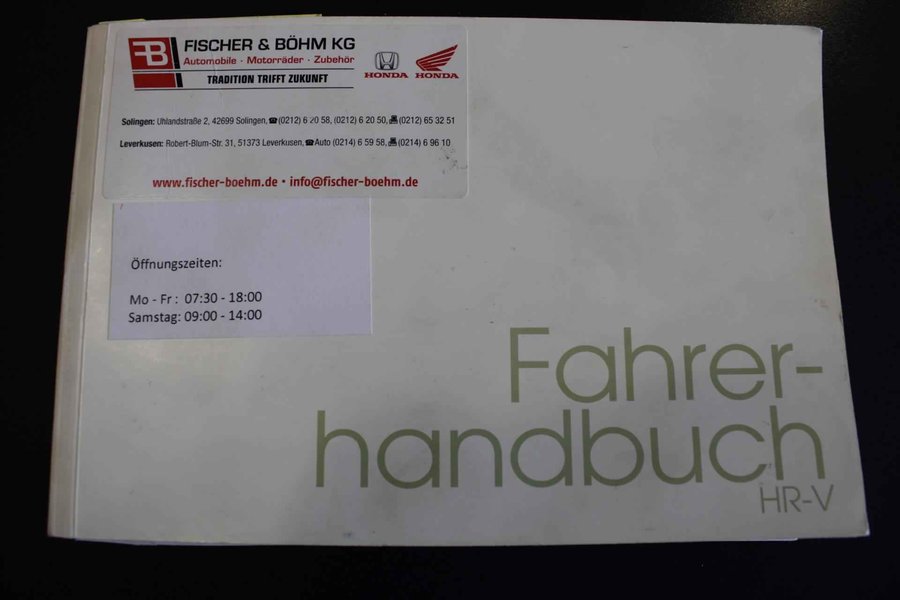 FB
FISCHER & BÖHM KG
Automobile · Motorräder · Zubehör
TRADITION TRIFFT ZUKUNFT
HONDA
HONDA
Solingen: Uhlandstraße 2, 42699 Solingen, ☎(0212) 6 20 58, (0212) 6 20 50, (0212) 65 32 51
Leverkusen: Robert-Blum-Str. 31, 51373 Leverkusen, ☎Auto (0214) 6 59 58, (0214) 6 96 10
www.fischer-boehm.de • info@fischer-boehm.de
Öffnungszeiten:
Mo - Fr : 07:30 - 18:00
Samstag: 09:00 - 14:00
Fahrer-
handbuch
HR-V